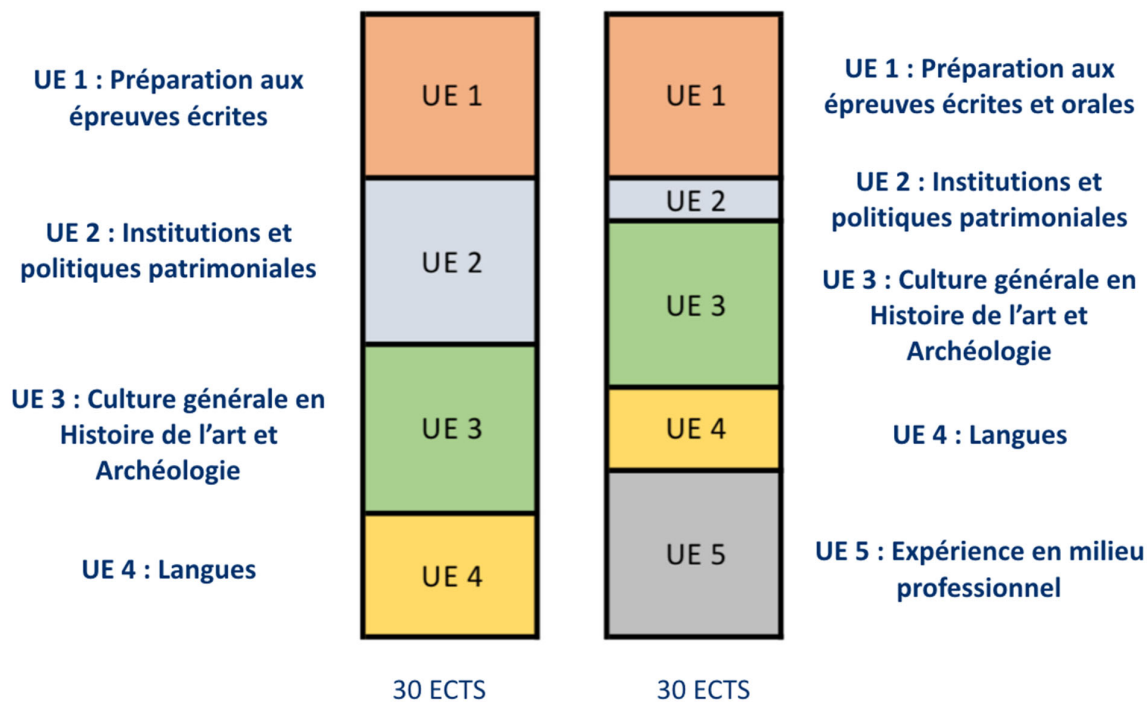 UE 1 : Préparation aux
épreuves écrites
UE 2 : Institutions et
politiques patrimoniales
UE 3 : Culture générale en
Histoire de l’art et
Archéologie
UE 4 : Langues
UE 1
UE 2
UE 3
UE 4
30 ECTS
UE 1
UE 2
UE 3
UE 4
UE 5
30 ECTS
UE 1 : Préparation aux
épreuves écrites et orales
UE 2 : Institutions et
politiques patrimoniales
UE 3 : Culture générale en
Histoire de l’art et
Archéologie
UE 4 : Langues
UE 5 : Expérience en milieu
professionnel